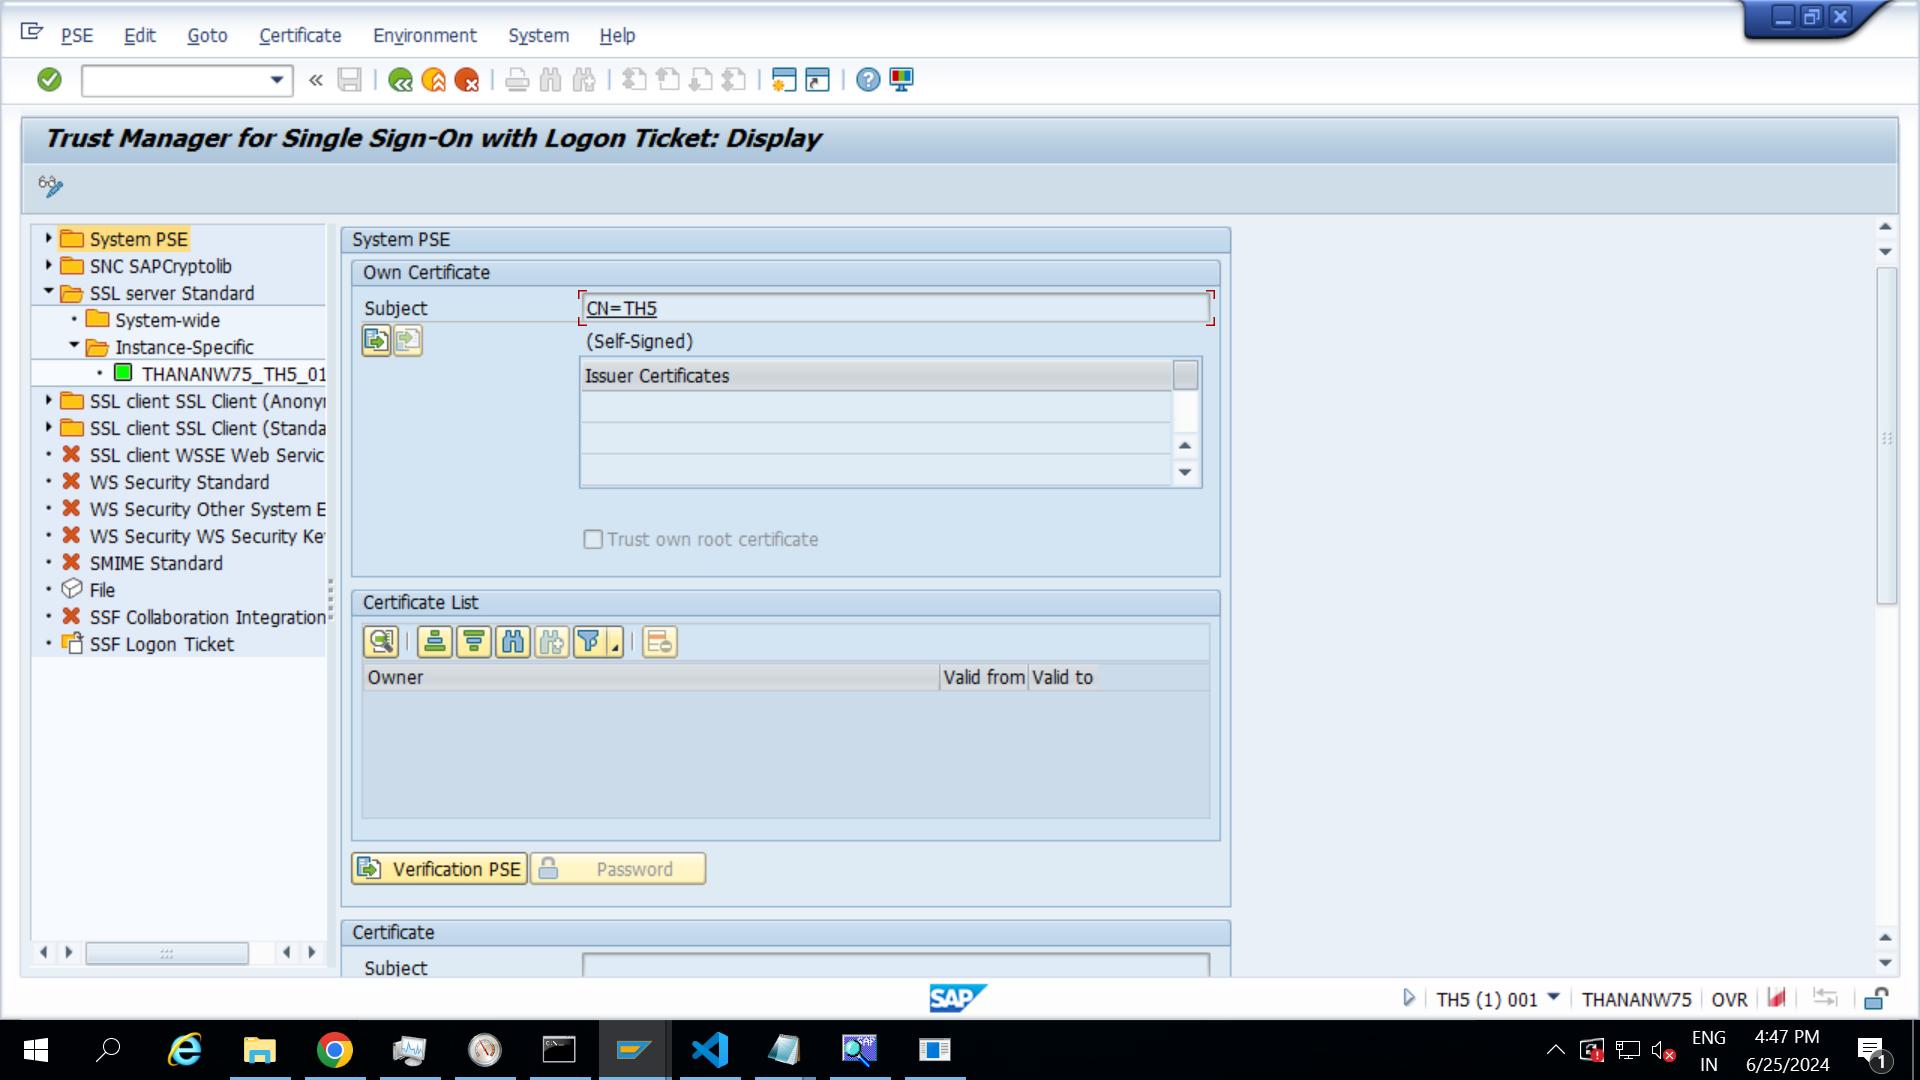 PSE Edit Goto Certificate Environment System Help
Trust Manager for Single Sign-On with Logon Ticket: Display
System PSE
SNC SAPCryptolib
SSL server Standard
System-wide
Instance-Specific
THANANW75_TH5_01
SSL client SSL Client (Anony
SSL client SSL Client (Standa
SSL client WSSE Web Servic
WS Security Standard
WS Security Other System E
WS Security WS Security Ke
SMIME Standard
File
SSF Collaboration Integration
SSF Logon Ticket
System PSE
Own Certificate
Subject CN=TH5
(Self-Signed)
Issuer Certificates
Trust own root certificate
Certificate List
Owner Valid from Valid to
Verification PSE Password
Certificate
Subject
SAP
TH5 (1) 001 THANANW75 OVR
ENG
IN
4:47 PM
6/25/2024
1